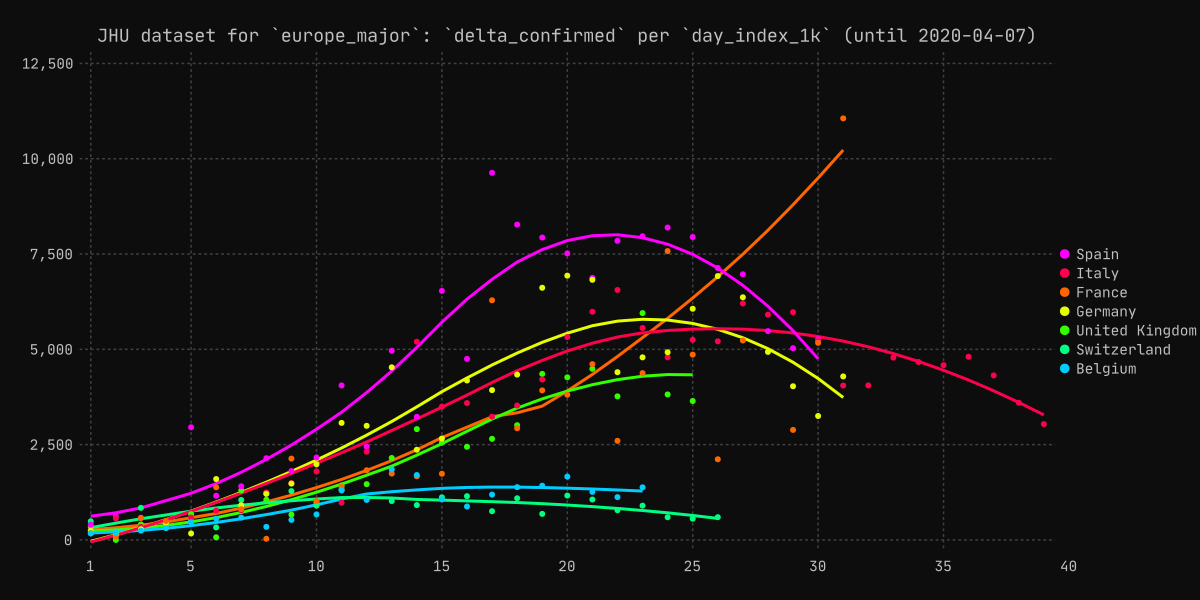 JHU dataset for `europe_major`: `delta_confirmed` per `day_index_1k` (until 2020-04-07)
12,500
10,000
7,500
5,000
2,500
0
1 5 10 15 20 25 30 35 40
Spain
Italy
France
Germany
United Kingdom
Switzerland
Belgium